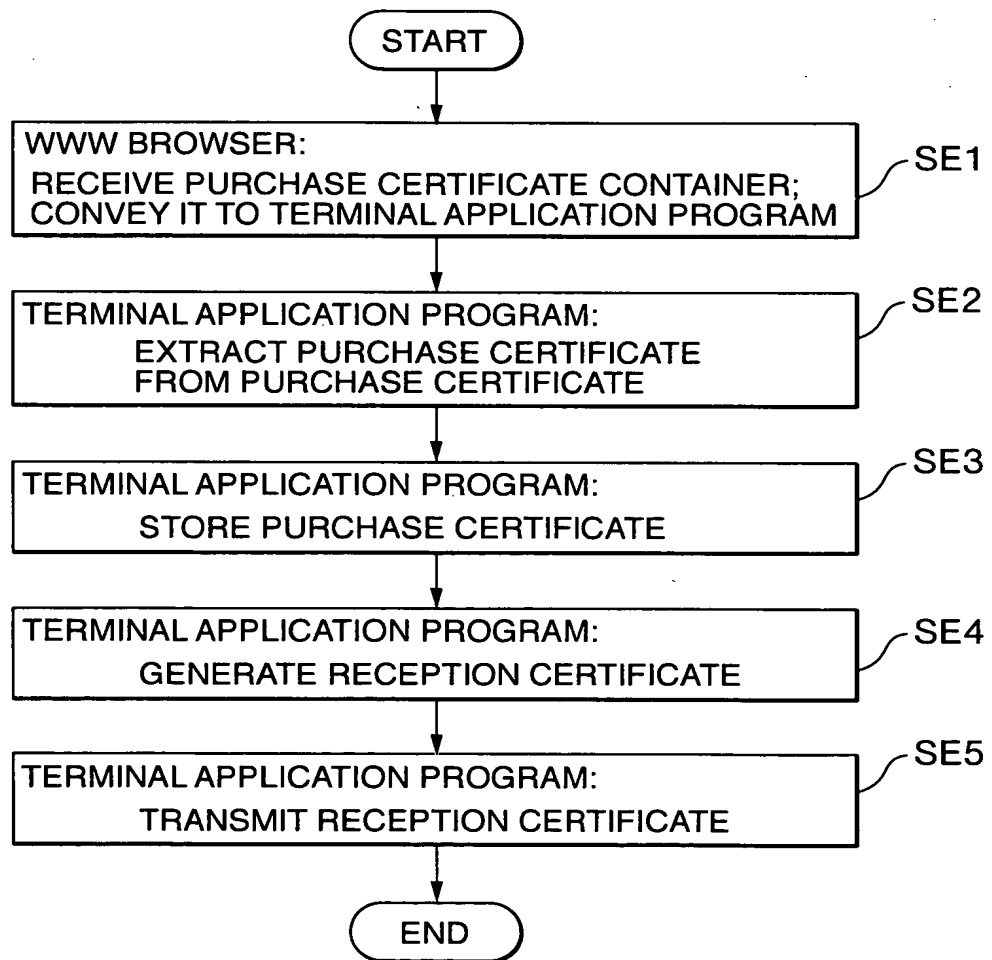 START
WWW BROWSER:
RECEIVE PURCHASE CERTIFICATE CONTAINER;
CONVEY IT TO TERMINAL APPLICATION PROGRAM
SE1
TERMINAL APPLICATION PROGRAM:
EXTRACT PURCHASE CERTIFICATE
FROM PURCHASE CERTIFICATE
SE2
TERMINAL APPLICATION PROGRAM:
STORE PURCHASE CERTIFICATE
SE3
TERMINAL APPLICATION PROGRAM:
GENERATE RECEPTION CERTIFICATE
SE4
TERMINAL APPLICATION PROGRAM:
TRANSMIT RECEPTION CERTIFICATE
SE5
END